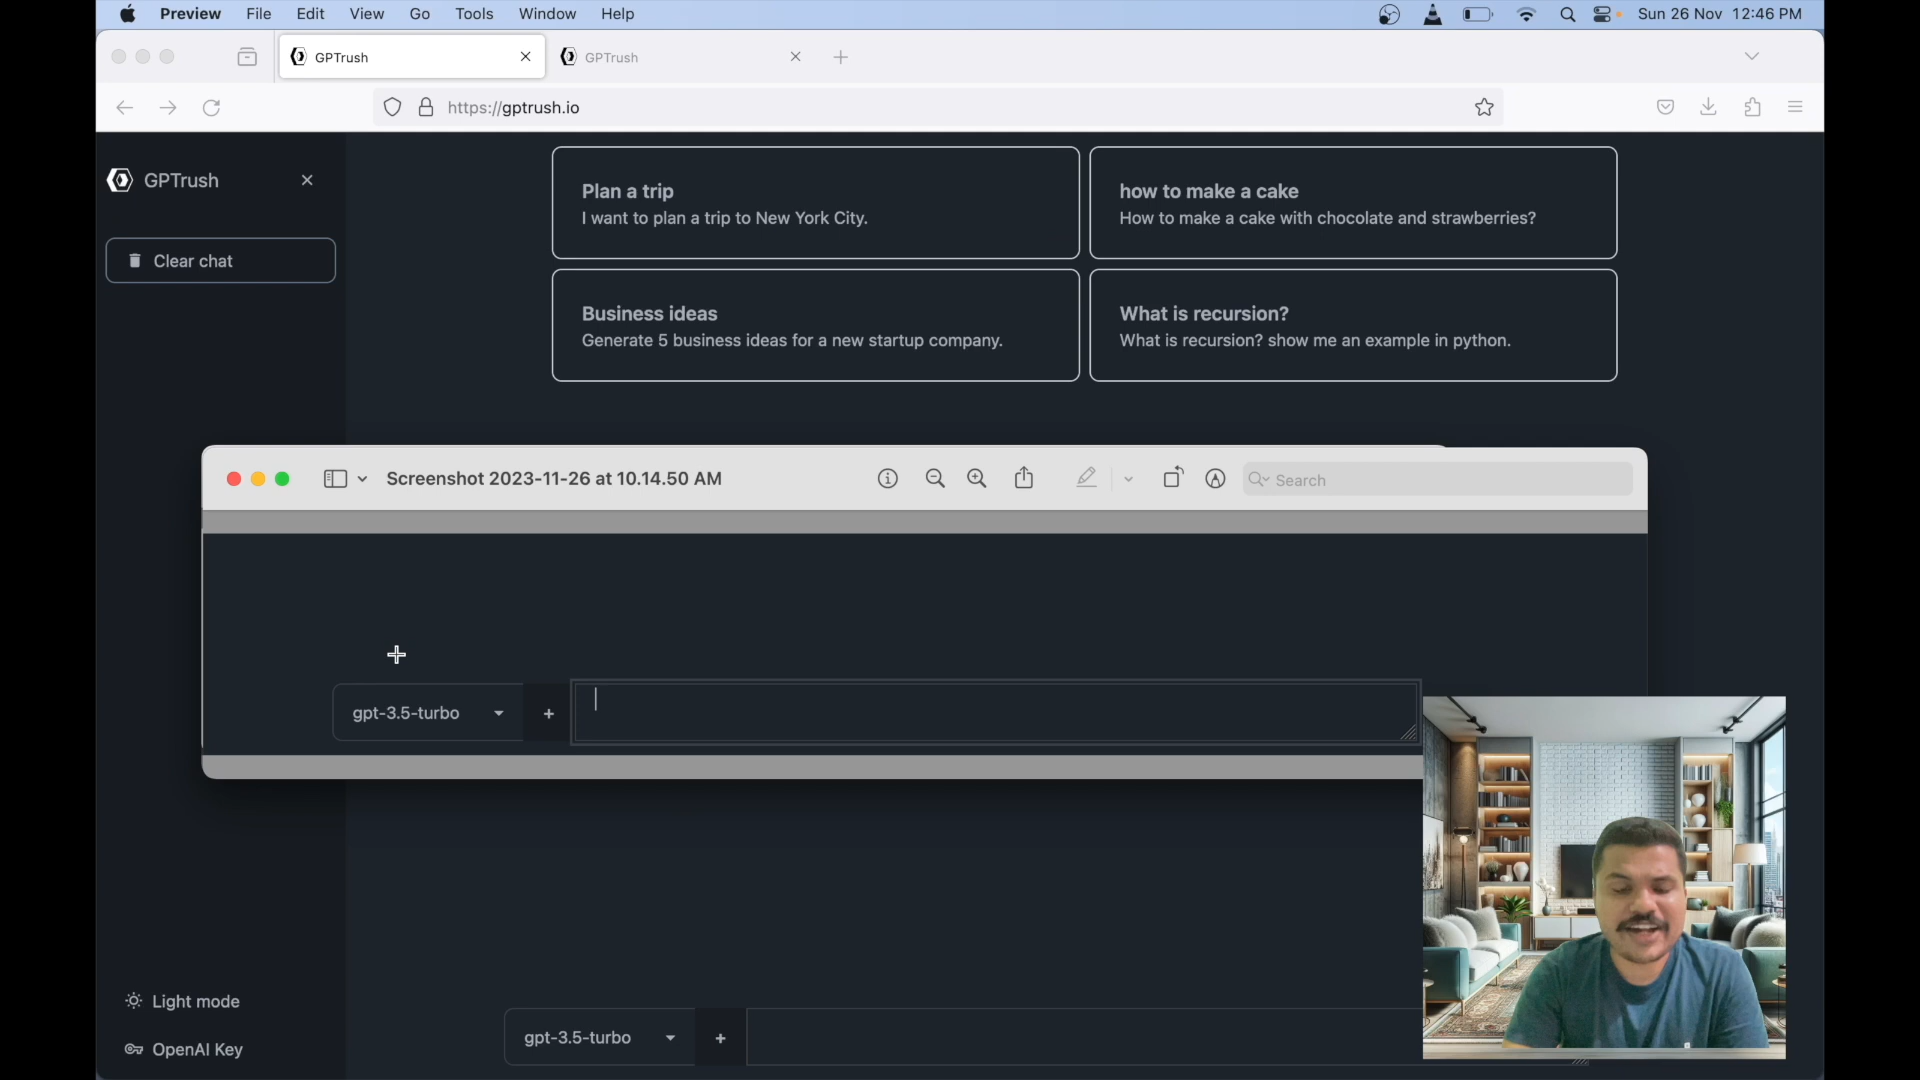 Preview File Edit View Go Tools Window Help Sun 26 Nov 12:46 PM
GPTrush GPTrush
https://gptrush.io
GPTrush
Clear chat
Plan a trip
I want to plan a trip to New York City.
how to make a cake
How to make a cake with chocolate and strawberries?
Business ideas
Generate 5 business ideas for a new startup company.
What is recursion?
What is recursion? show me an example in python.
Screenshot 2023-11-26 at 10.14.50 AM
Search
gpt-3.5-turbo +
Light mode
OpenAI Key
gpt-3.5-turbo +